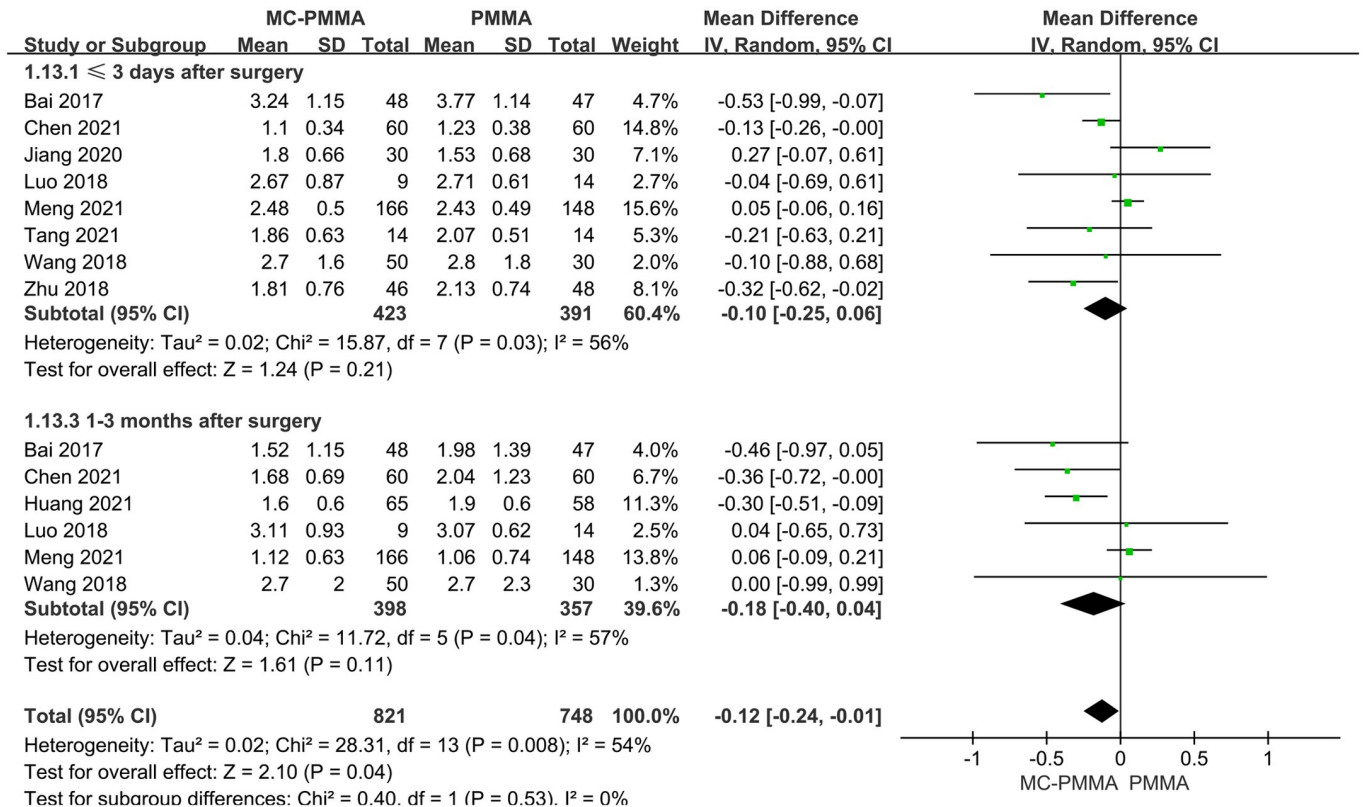 MC-PMMA PMMA Mean Difference Mean Difference
Study or Subgroup Mean SD Total Mean SD Total Weight IV, Random, 95% CI IV, Random, 95% CI
1.13.1 ≤ 3 days after surgery
Bai 2017 3.24 1.15 48 3.77 1.14 47 4.7% -0.53 [-0.99, -0.07]
Chen 2021 1.1 0.34 60 1.23 0.38 60 14.8% -0.13 [-0.26, -0.00]
Jiang 2020 1.8 0.66 30 1.53 0.68 30 7.1% 0.27 [-0.07, 0.61]
Luo 2018 2.67 0.87 9 2.71 0.61 14 2.7% -0.04 [-0.69, 0.61]
Meng 2021 2.48 0.5 166 2.43 0.49 148 15.6% 0.05 [-0.06, 0.16]
Tang 2021 1.86 0.63 14 2.07 0.51 14 5.3% -0.21 [-0.63, 0.21]
Wang 2018 2.7 1.6 50 2.8 1.8 30 2.0% -0.10 [-0.88, 0.68]
Zhu 2018 1.81 0.76 46 2.13 0.74 48 8.1% -0.32 [-0.62, -0.02]
Subtotal (95% CI) 423 391 60.4% -0.10 [-0.25, 0.06]
Heterogeneity: Tau² = 0.02; Chi² = 15.87, df = 7 (P = 0.03); I² = 56%
Test for overall effect: Z = 1.24 (P = 0.21)
1.13.3 1-3 months after surgery
Bai 2017 1.52 1.15 48 1.98 1.39 47 4.0% -0.46 [-0.97, 0.05]
Chen 2021 1.68 0.69 60 2.04 1.23 60 6.7% -0.36 [-0.72, -0.00]
Huang 2021 1.6 0.6 65 1.9 0.6 58 11.3% -0.30 [-0.51, -0.09]
Luo 2018 3.11 0.93 9 3.07 0.62 14 2.5% 0.04 [-0.65, 0.73]
Meng 2021 1.12 0.63 166 1.06 0.74 148 13.8% 0.06 [-0.09, 0.21]
Wang 2018 2.7 2 50 2.7 2.3 30 1.3% 0.00 [-0.99, 0.99]
Subtotal (95% CI) 398 357 39.6% -0.18 [-0.40, 0.04]
Heterogeneity: Tau² = 0.04; Chi² = 11.72, df = 5 (P = 0.04); I² = 57%
Test for overall effect: Z = 1.61 (P = 0.11)
Total (95% CI) 821 748 100.0% -0.12 [-0.24, -0.01]
Heterogeneity: Tau² = 0.02; Chi² = 28.31, df = 13 (P = 0.008); I² = 54%
Test for overall effect: Z = 2.10 (P = 0.04)
Test for subgroup differences: Chi² = 0.40, df = 1 (P = 0.53), I² = 0%
-1 -0.5 0 0.5 1
MC-PMMA PMMA